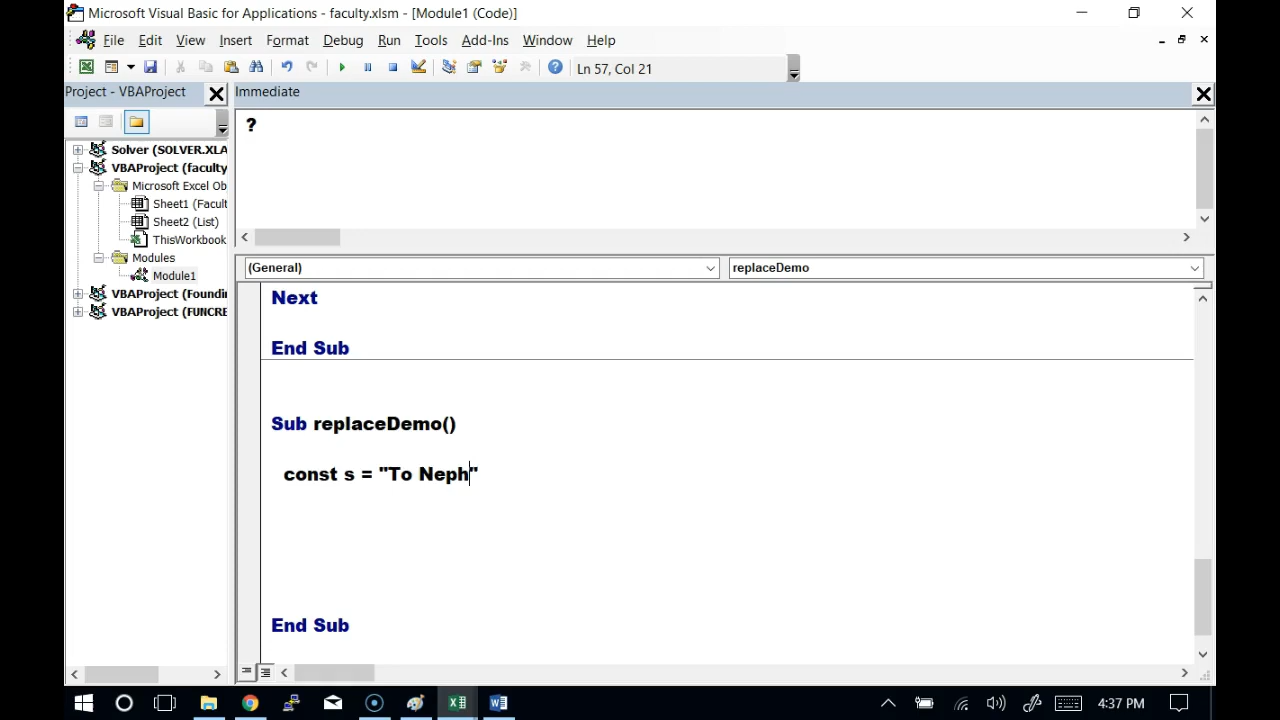 Microsoft Visual Basic for Applications - faculty.xlsm - [Module1 (Code)]
File Edit View Insert Format Debug Run Tools Add-Ins Window Help
Ln 57, Col 21
Project - VBAProject
Immediate
?
Solver (SOLVER.XLA
VBAProject (faculty
Microsoft Excel Ob
Sheet1 (Facult
Sheet2 (List)
ThisWorkbook
Modules
Module1
VBAProject (Foundin
VBAProject (FUNCRE
(General)
replaceDemo
Next
End Sub
Sub replaceDemo()
const s = "To Neph"
End Sub
4:37 PM